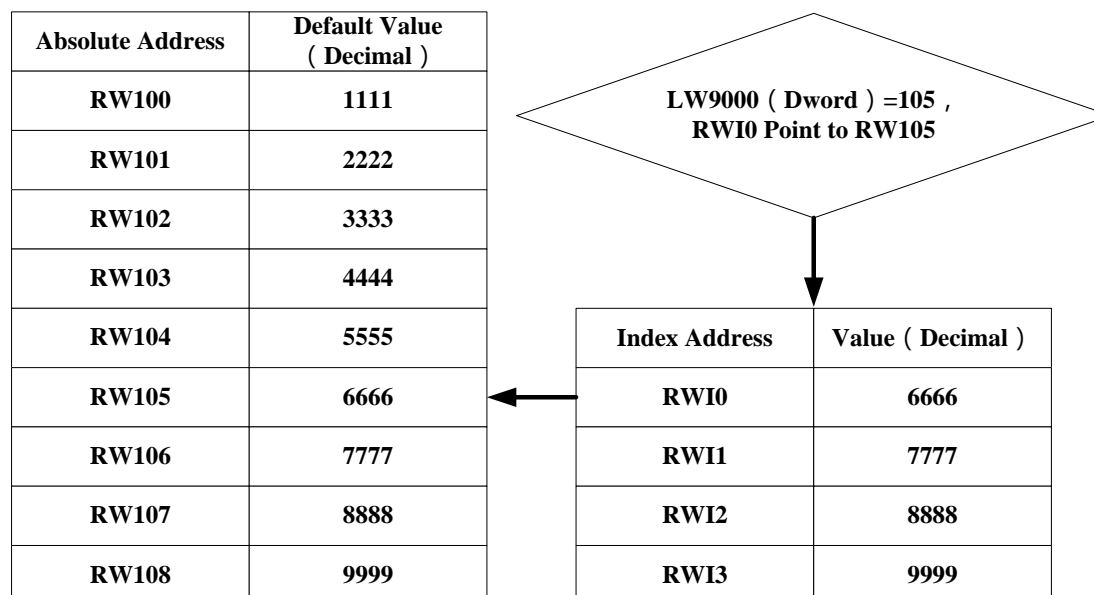 Absolute Address Default Value
( Decimal )
RW100 1111
RW101 2222
RW102 3333
RW103 4444
RW104 5555
RW105 6666
RW106 7777
RW107 8888
RW108 9999
LW9000 ( Dword ) =105 ,
RWI0 Point to RW105
Index Address Value ( Decimal )
RWI0 6666
RWI1 7777
RWI2 8888
RWI3 9999